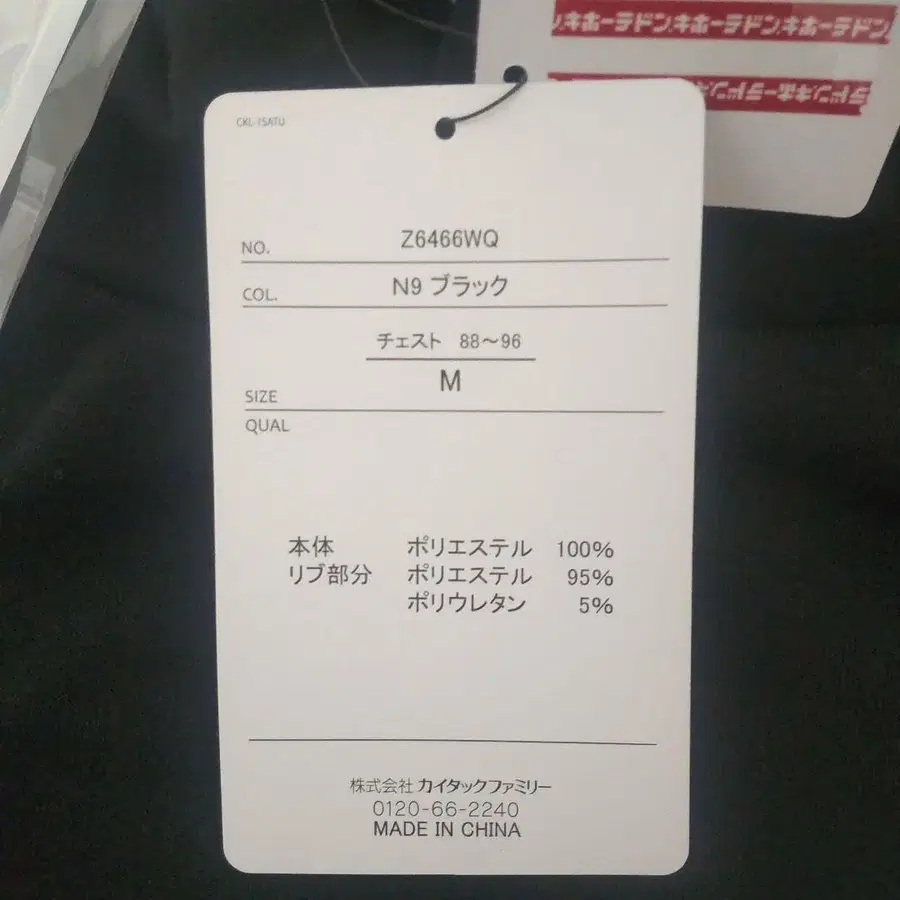 キホーテドン.キホーテドン.キホーテドン
CKL-1SATU
NO. Z6466WQ
COL. N9 ブラック
チェスト 88~96
SIZE M
QUAL
本体 ポリエステル 100%
リブ部分 ポリエステル 95%
ポリウレタン 5%
株式会社 カイタックファミリー
0120-66-2240
MADE IN CHINA